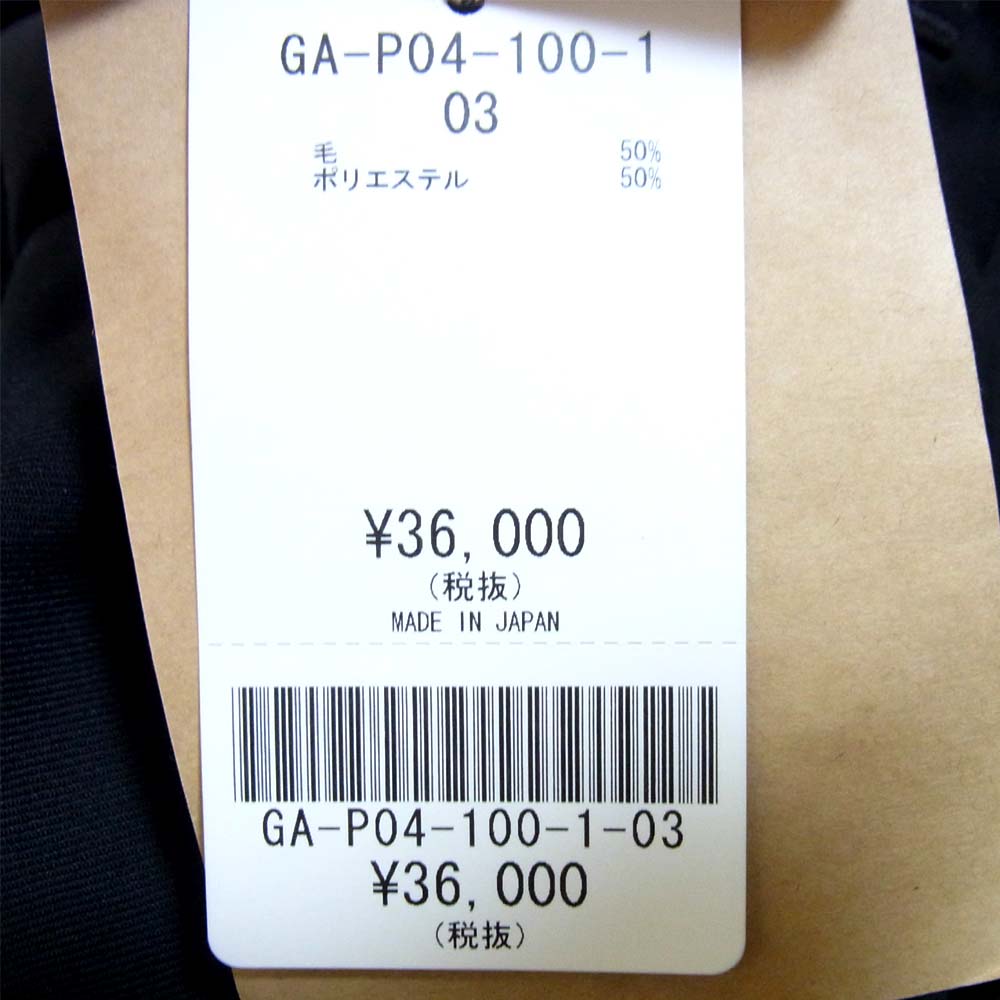 GA-P04-100-1
03
毛 50%
ポリエステル 50%
¥36,000
(税抜)
MADE IN JAPAN
GA-P04-100-1-03
¥36,000
(税抜)